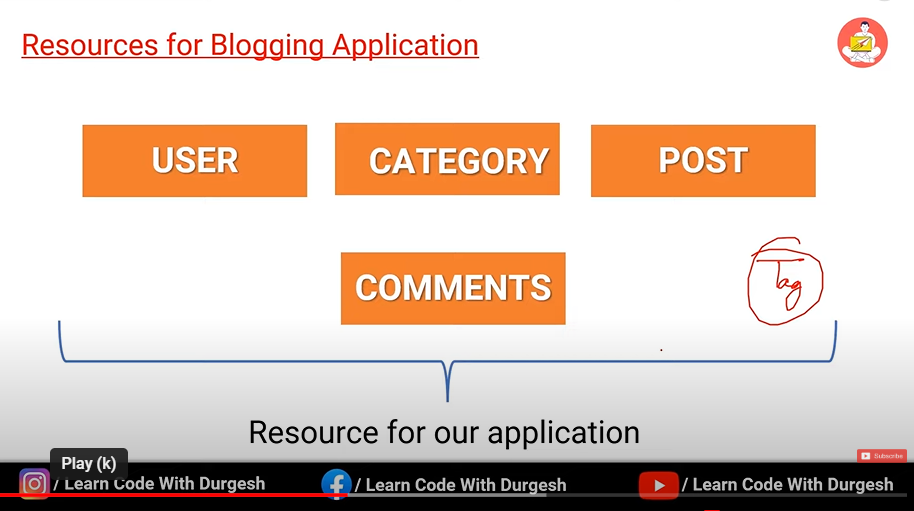 Resources for Blogging Application
USER
CATEGORY
POST
COMMENTS
Tag
Resource for our application
Subscribe
Play (k)
/ Learn Code With Durgesh
/ Learn Code With Durgesh
/ Learn Code With Durgesh